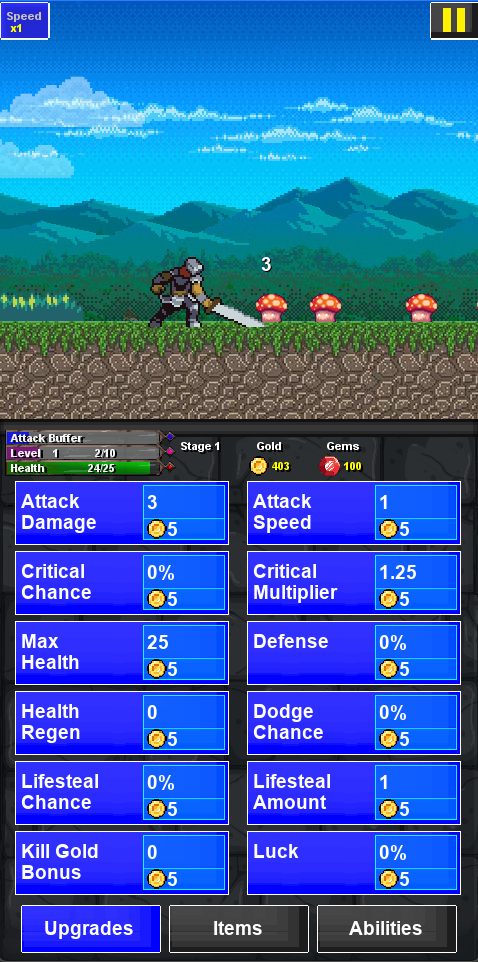 Speed
x1
3
Attack Buffer
Level 1 2/10
Health 24/25
Stage 1
Gold
403
Gems
100
Attack
Damage
3
5
Attack
Speed
1
5
Critical
Chance
0%
5
Critical
Multiplier
1.25
5
Max
Health
25
5
Defense
0%
5
Health
Regen
0
5
Dodge
Chance
0%
5
Lifesteal
Chance
0%
5
Lifesteal
Amount
1
5
Kill Gold
Bonus
0
5
Luck
0%
5
Upgrades
Items
Abilities